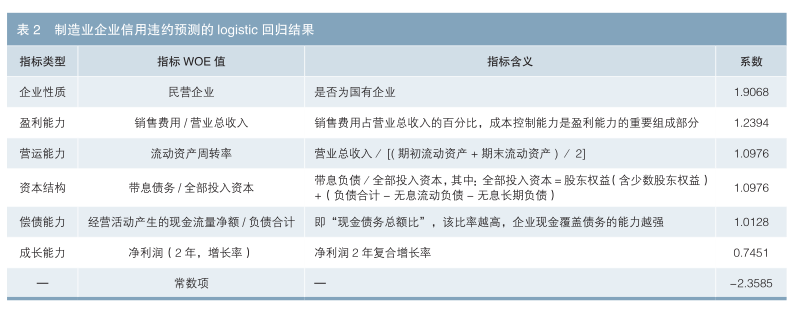 表 2 制造业企业信用违约预测的 logistic 回归结果
指标类型 指标 WOE 值 指标含义 系数
企业性质 民营企业 是否为国有企业 1.9068
盈利能力 销售费用 / 营业总收入 销售费用占营业总收入的百分比，成本控制能力是盈利能力的重要组成部分 1.2394
营运能力 流动资产周转率 营业总收入 / [( 期初流动资产 + 期末流动资产 ) / 2] 1.0976
资本结构 带息债务 / 全部投入资本 带息负债 / 全部投入资本，其中：全部投入资本 = 股东权益（含少数股东权益）
+（负债合计 - 无息流动负债 - 无息长期负债） 1.0976
偿债能力 经营活动产生的现金流量净额 / 负债合计 即“现金债务总额比”，该比率越高，企业现金覆盖债务的能力越强 1.0128
成长能力 净利润（2 年，增长率） 净利润 2 年复合增长率 0.7451
— 常数项 — -2.3585